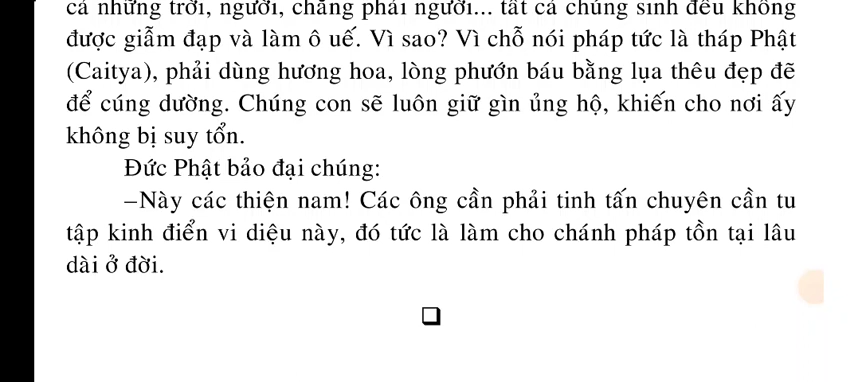 cả những trời, người, chẳng phải người... tất cả chúng sinh đều không
được giẫm đạp và làm ô uế. Vì sao? Vì chỗ nói pháp tức là tháp Phật
(Caitya), phải dùng hương hoa, lòng phướn báu bằng lụa thêu đẹp đẽ
để cúng dường. Chúng con sẽ luôn giữ gìn ủng hộ, khiến cho nơi ấy
không bị suy tổn.
Đức Phật bảo đại chúng:
–Này các thiện nam! Các ông cần phải tinh tấn chuyên cần tu
tập kinh điển vi diệu này, đó tức là làm cho chánh pháp tồn tại lâu
dài ở đời.